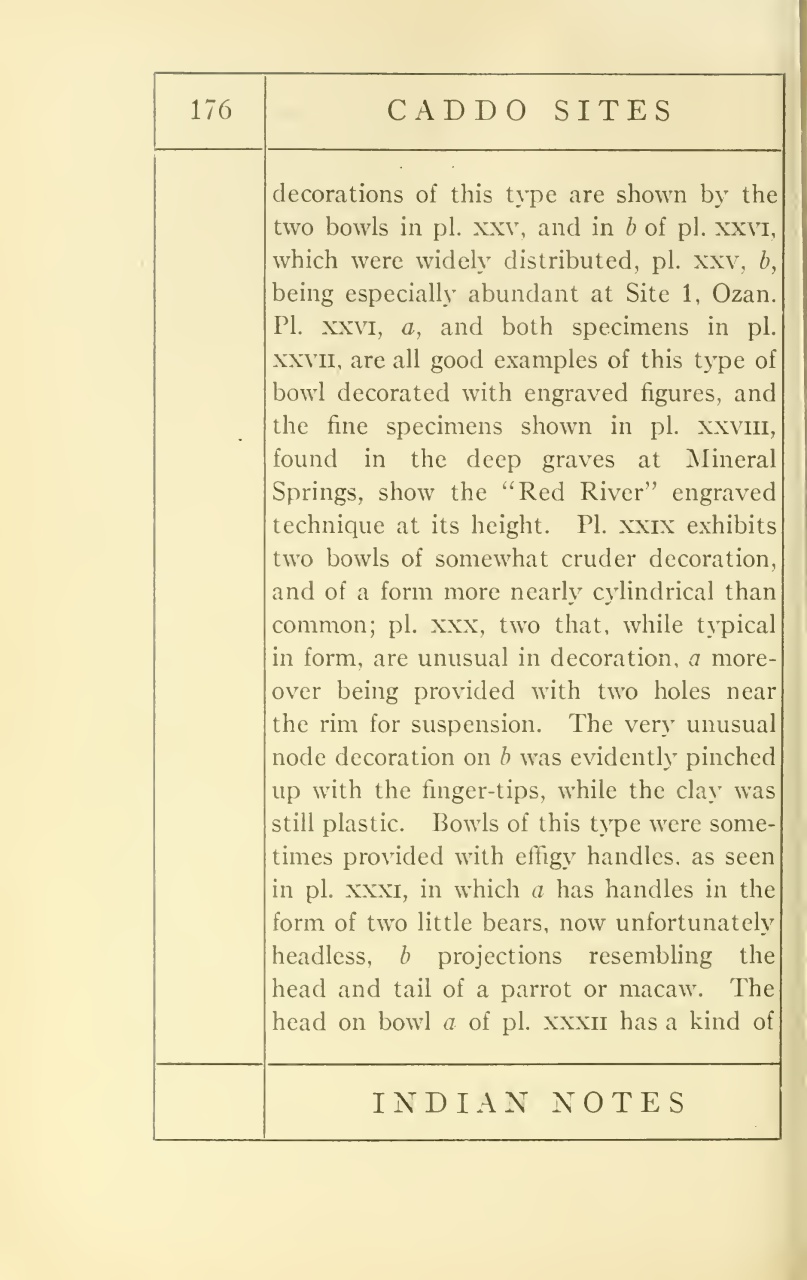 176
CADDO SITES
decorations of this type are shown by the
two bowls in pl. XXV, and in b of pl. XXVI,
which were widely distributed, pl. XXV, b,
being especially abundant at Site 1, Ozan.
Pl. XXVI, a, and both specimens in pl.
XXVII, are all good examples of this type of
bowl decorated with engraved figures, and
the fine specimens shown in pl. XXVIII,
found in the deep graves at Mineral
Springs, show the “Red River” engraved
technique at its height. Pl. XXIX exhibits
two bowls of somewhat cruder decoration,
and of a form more nearly cylindrical than
common; pl. XXX, two that, while typical
in form, are unusual in decoration, a more-
over being provided with two holes near
the rim for suspension. The very unusual
node decoration on b was evidently pinched
up with the finger-tips, while the clay was
still plastic. Bowls of this type were some-
times provided with effigy handles, as seen
in pl. XXXI, in which a has handles in the
form of two little bears, now unfortunately
headless, b projections resembling the
head and tail of a parrot or macaw. The
head on bowl a of pl. XXXII has a kind of
INDIAN NOTES